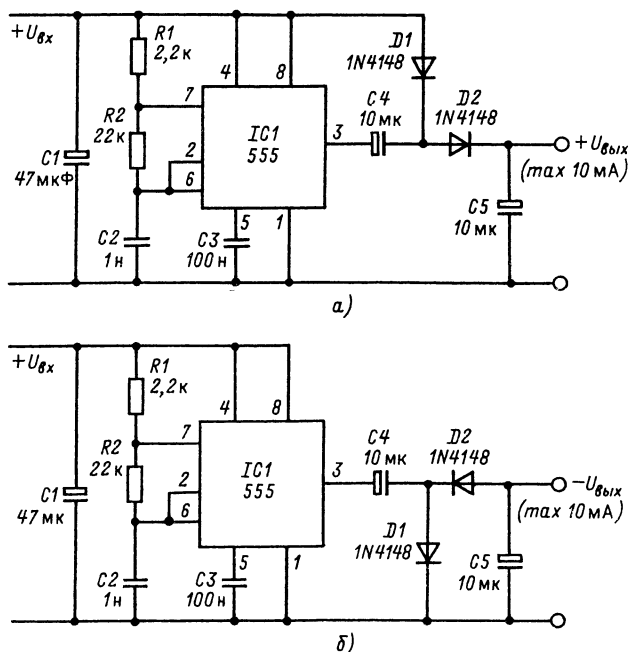 +Uвх
R1
2,2к
R2
22к
C1
47мкФ
C2
1н
4
8
7
2
6
IC1
555
3
5
1
C3
100н
C4
10мк
D1
1N4148
D2
1N4148
C5
10мк
+Uвых
(max 10мА)
а)
+Uвх
R1
2,2к
R2
22к
C1
47мк
C2
1н
4
8
7
2
6
IC1
555
3
5
1
C3
100н
C4
10мк
D2
1N4148
D1
1N4148
C5
10мк
−Uвых
(max 10мА)
б)